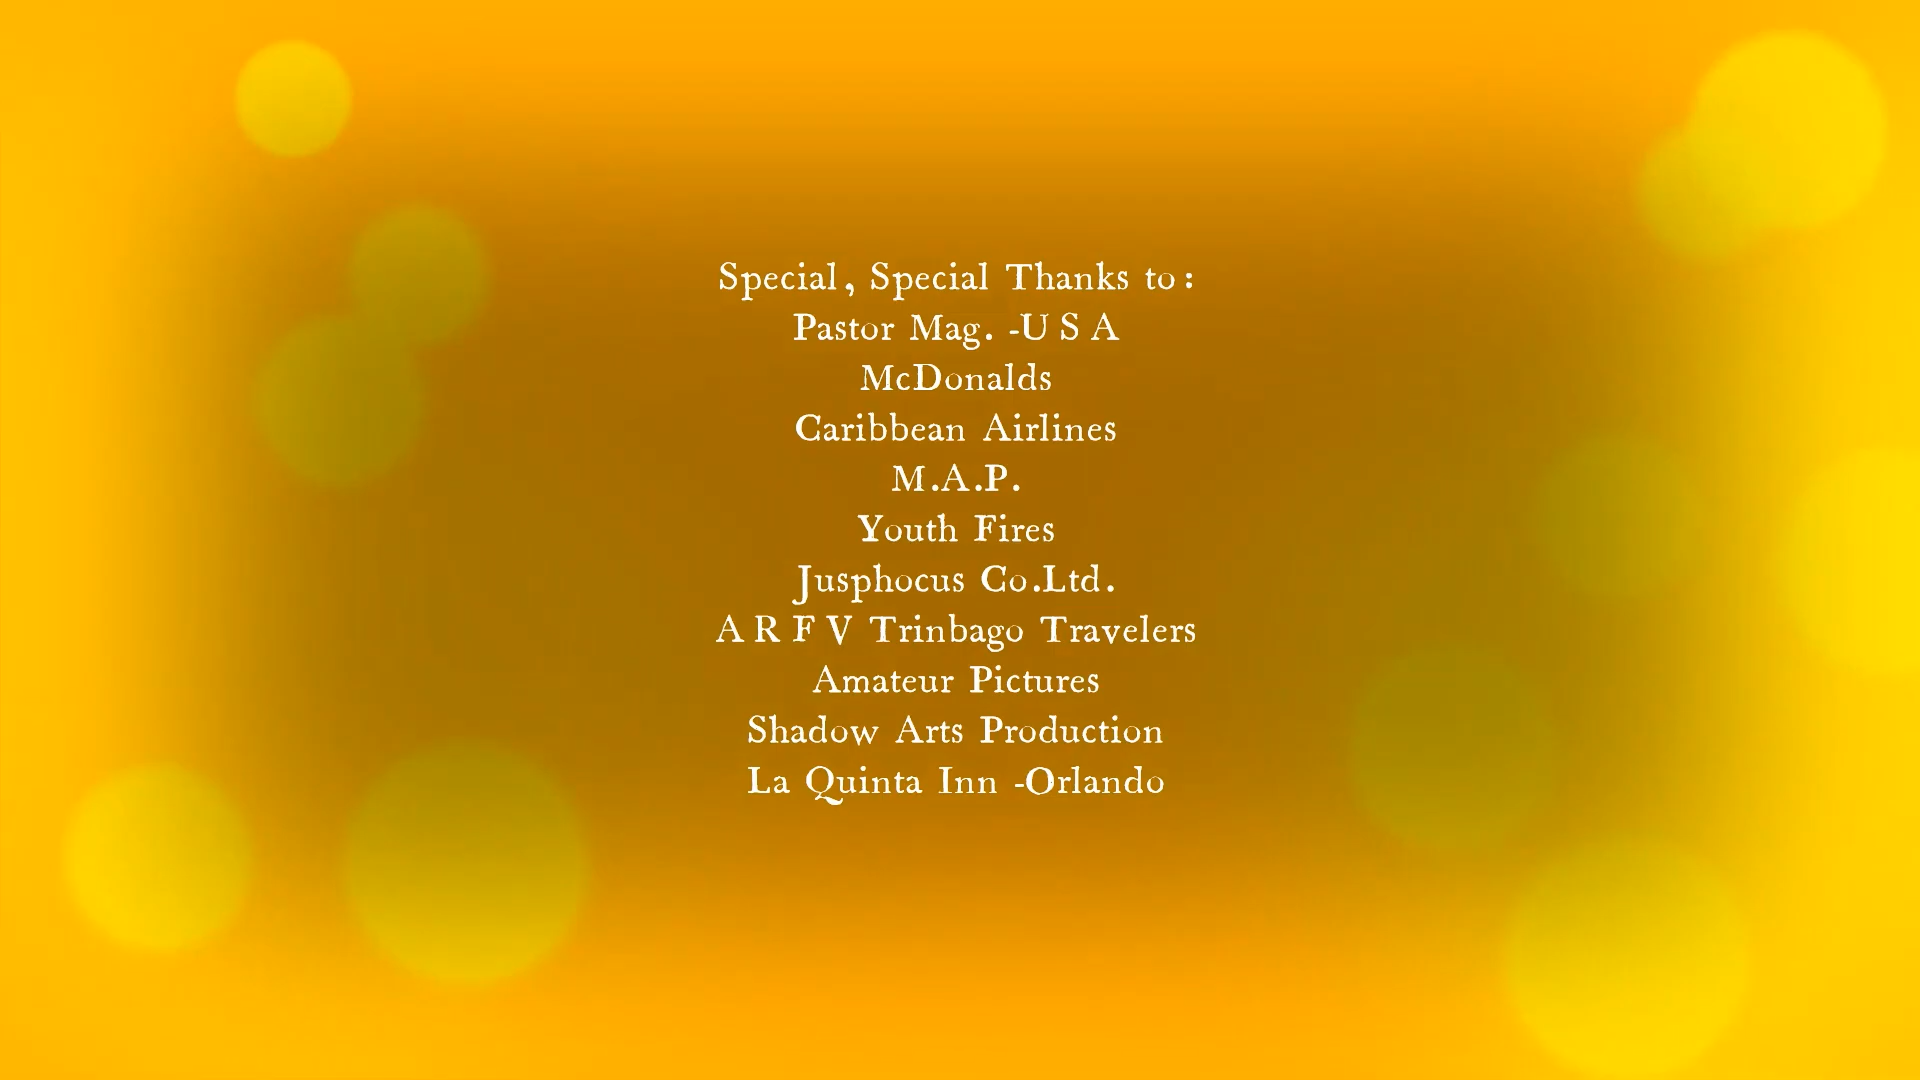 Special, Special Thanks to:
Pastor Mag. -U S A
McDonalds
Caribbean Airlines
M.A.P.
Youth Fires
Jusphocus Co.Ltd.
A R F V Trinbago Travelers
Amateur Pictures
Shadow Arts Production
La Quinta Inn -Orlando